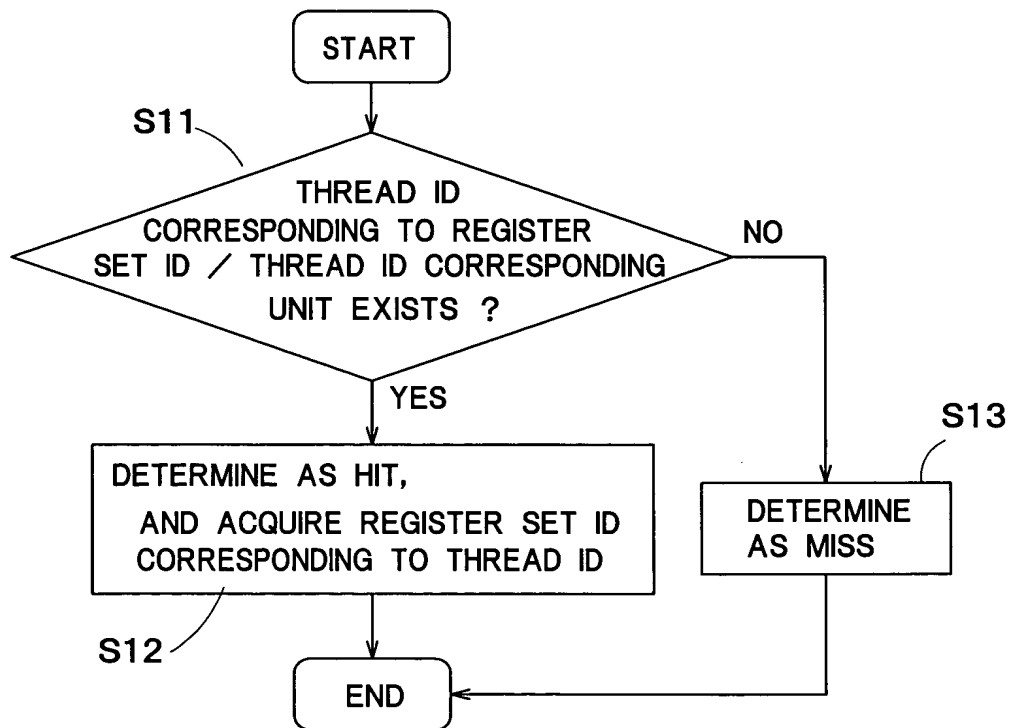 START
S11
THREAD ID
CORRESPONDING TO REGISTER
SET ID / THREAD ID CORRESPONDING
UNIT EXISTS ?
NO
YES
DETERMINE AS HIT,
AND ACQUIRE REGISTER SET ID
CORRESPONDING TO THREAD ID
S12
S13
DETERMINE
AS MISS
END